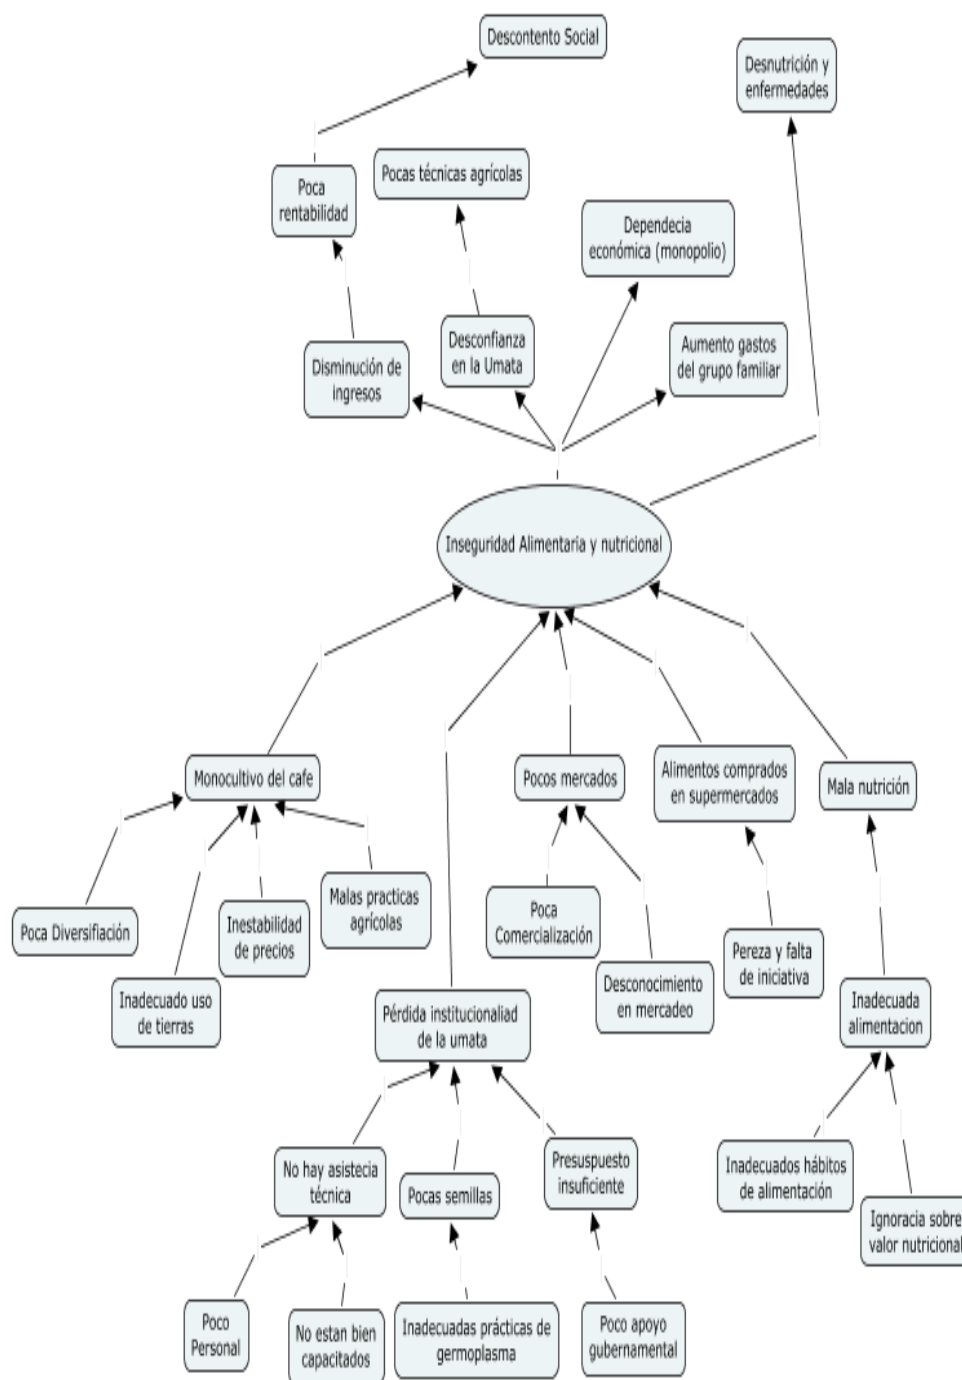 Descontento Social
Desnutrición y
enfermedades
Pocas técnicas agrícolas
Poca
rentabilidad
Dependecia
económica (monopolio)
Desconfianza
en la Umata
Aumento gastos
del grupo familiar
Disminución de
ingresos
Inseguridad Alimentaria y nutricional
Monocultivo del cafe
Pocos mercados
Alimentos comprados
en supermercados
Mala nutrición
Poca Diversifiación
Inadecuado uso
de tierras
Inestabilidad
de precios
Malas practicas
agrícolas
Poca
Comercialización
Desconocimiento
en mercadeo
Pereza y falta
de iniciativa
Pérdida institucionaliad
de la umata
Inadecuada
alimentacion
No hay asistecia
técnica
Pocas semillas
Presuspuesto
insuficiente
Inadecuados hábitos
de alimentación
Ignoracia sobre
valor nutricional
Poco
Personal
No estan bien
capacitados
Inadecuadas prácticas de
germoplasma
Poco apoyo
gubernamental